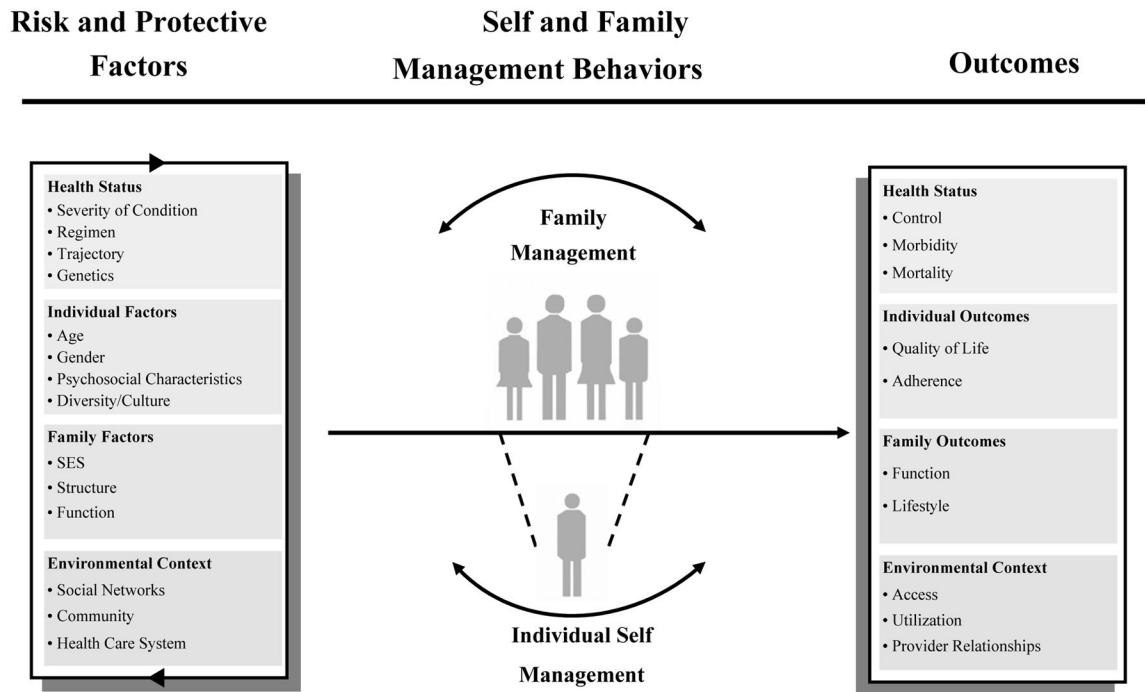 Risk and Protective
Factors
Self and Family
Management Behaviors
Outcomes
Health Status
• Severity of Condition
• Regimen
• Trajectory
• Genetics
Individual Factors
• Age
• Gender
• Psychosocial Characteristics
• Diversity/Culture
Family Factors
• SES
• Structure
• Function
Environmental Context
• Social Networks
• Community
• Health Care System
Family
Management
Individual Self
Management
Health Status
• Control
• Morbidity
• Mortality
Individual Outcomes
• Quality of Life
• Adherence
Family Outcomes
• Function
• Lifestyle
Environmental Context
• Access
• Utilization
• Provider Relationships